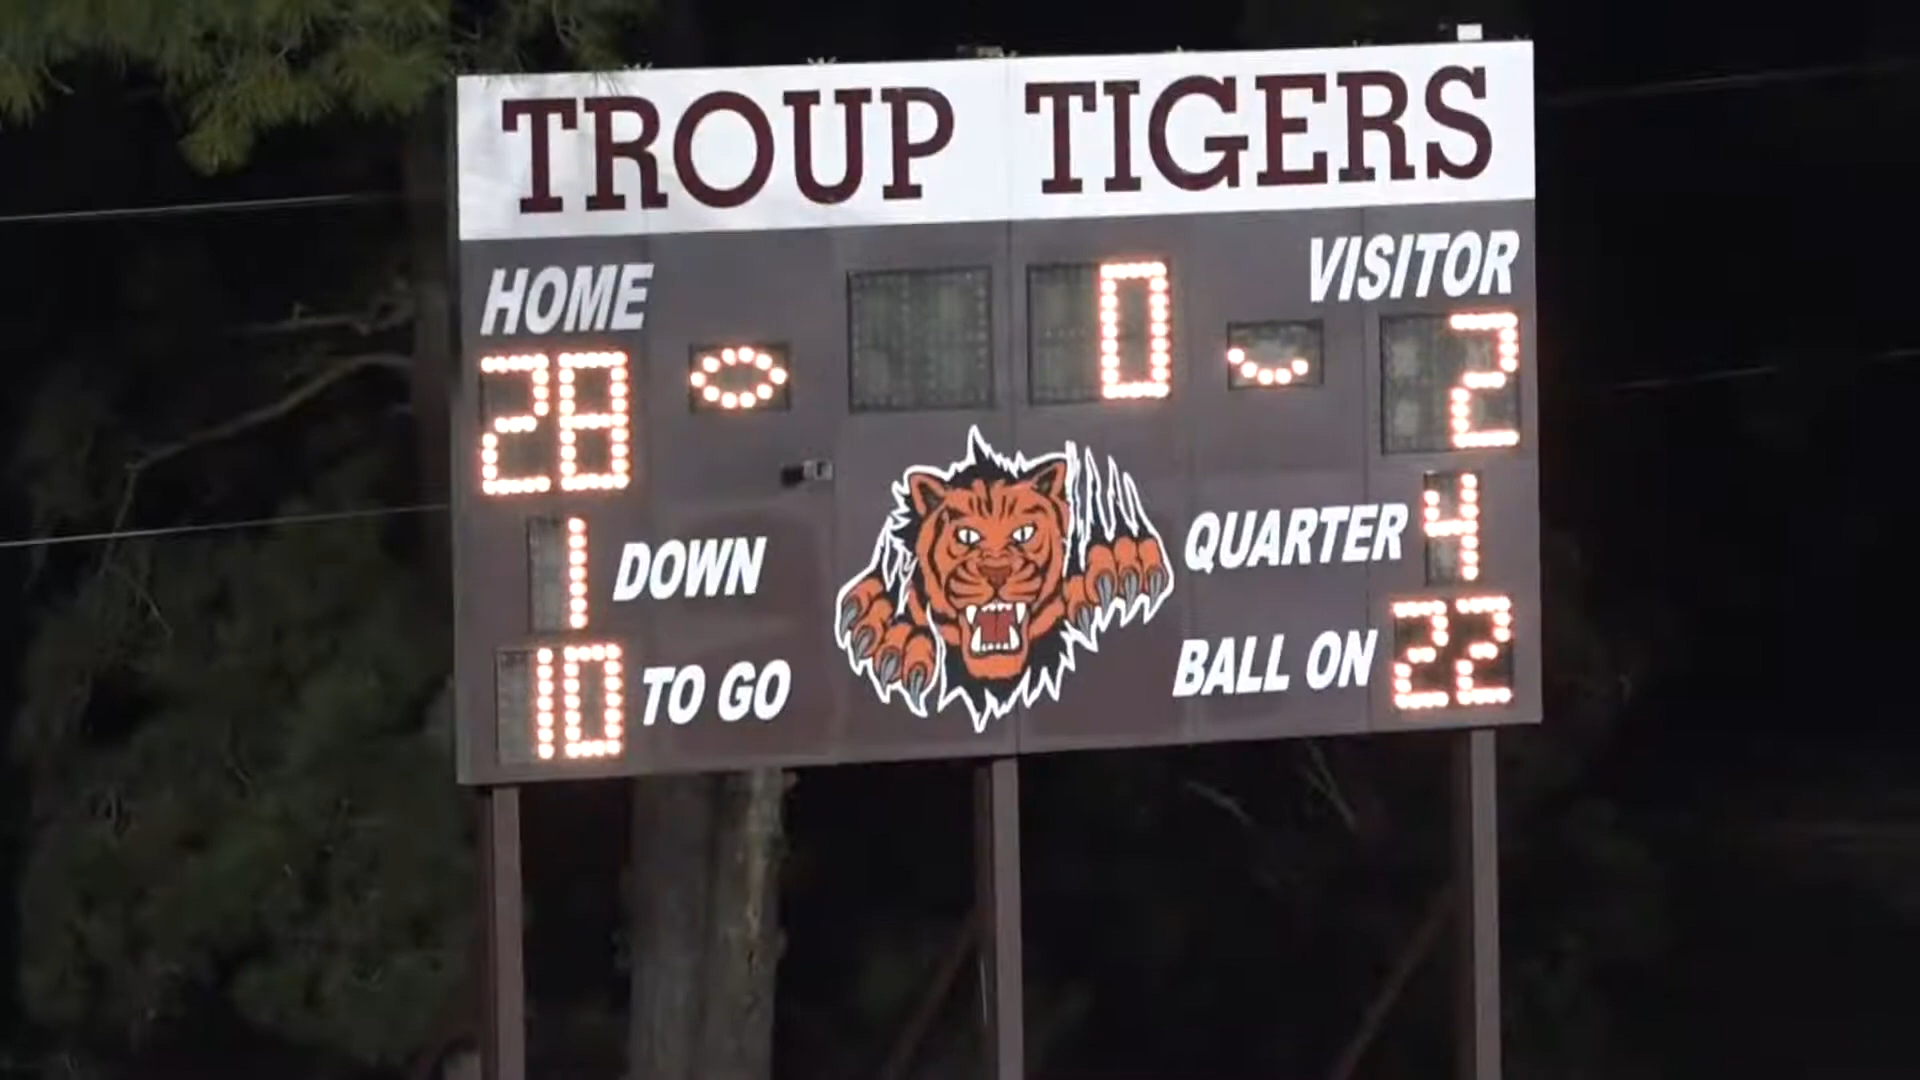 TROUP TIGERS
HOME
VISITOR
28
0
2
1 DOWN
QUARTER 4
10 TO GO
BALL ON 22